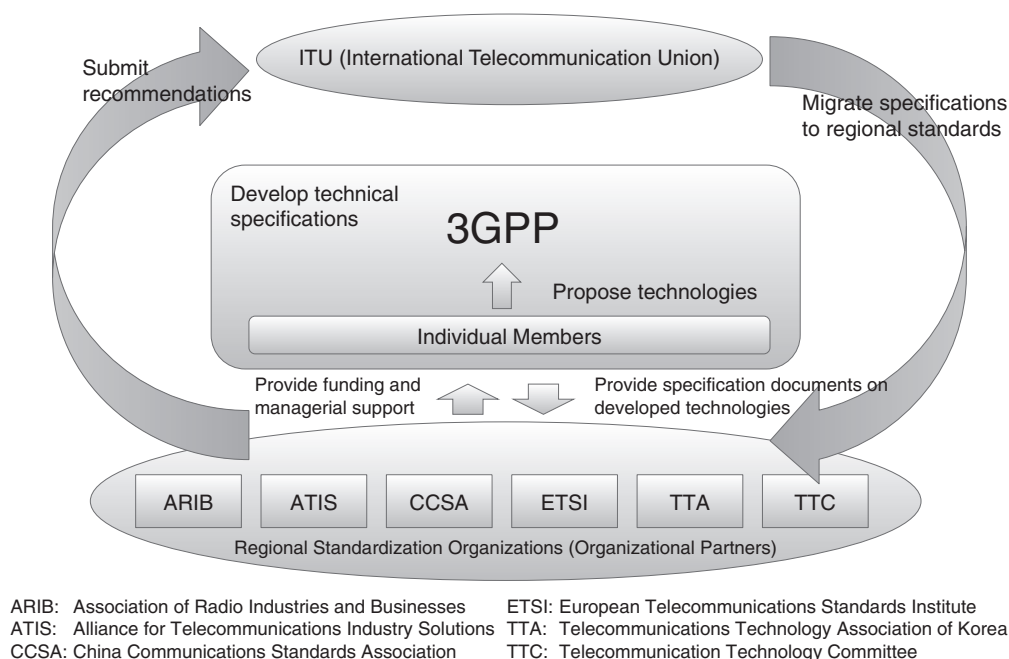 ITU (International Telecommunication Union)
Submit
recommendations
Migrate specifications
to regional standards
Develop technical
specifications
3GPP
Propose technologies
Individual Members
Provide funding and
managerial support
Provide specification documents on
developed technologies
ARIB
ATIS
CCSA
ETSI
TTA
TTC
Regional Standardization Organizations (Organizational Partners)
ARIB: Association of Radio Industries and Businesses
ATIS: Alliance for Telecommunications Industry Solutions
CCSA: China Communications Standards Association
ETSI: European Telecommunications Standards Institute
TTA: Telecommunications Technology Association of Korea
TTC: Telecommunication Technology Committee